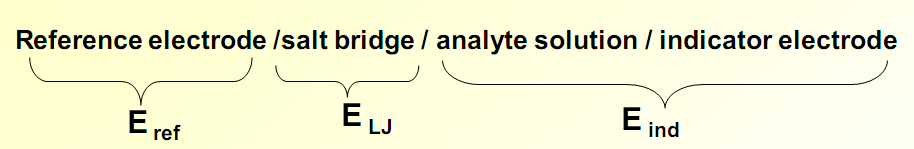 Reference electrode /salt bridge / analyte solution / indicator electrode
E ref E LJ E ind